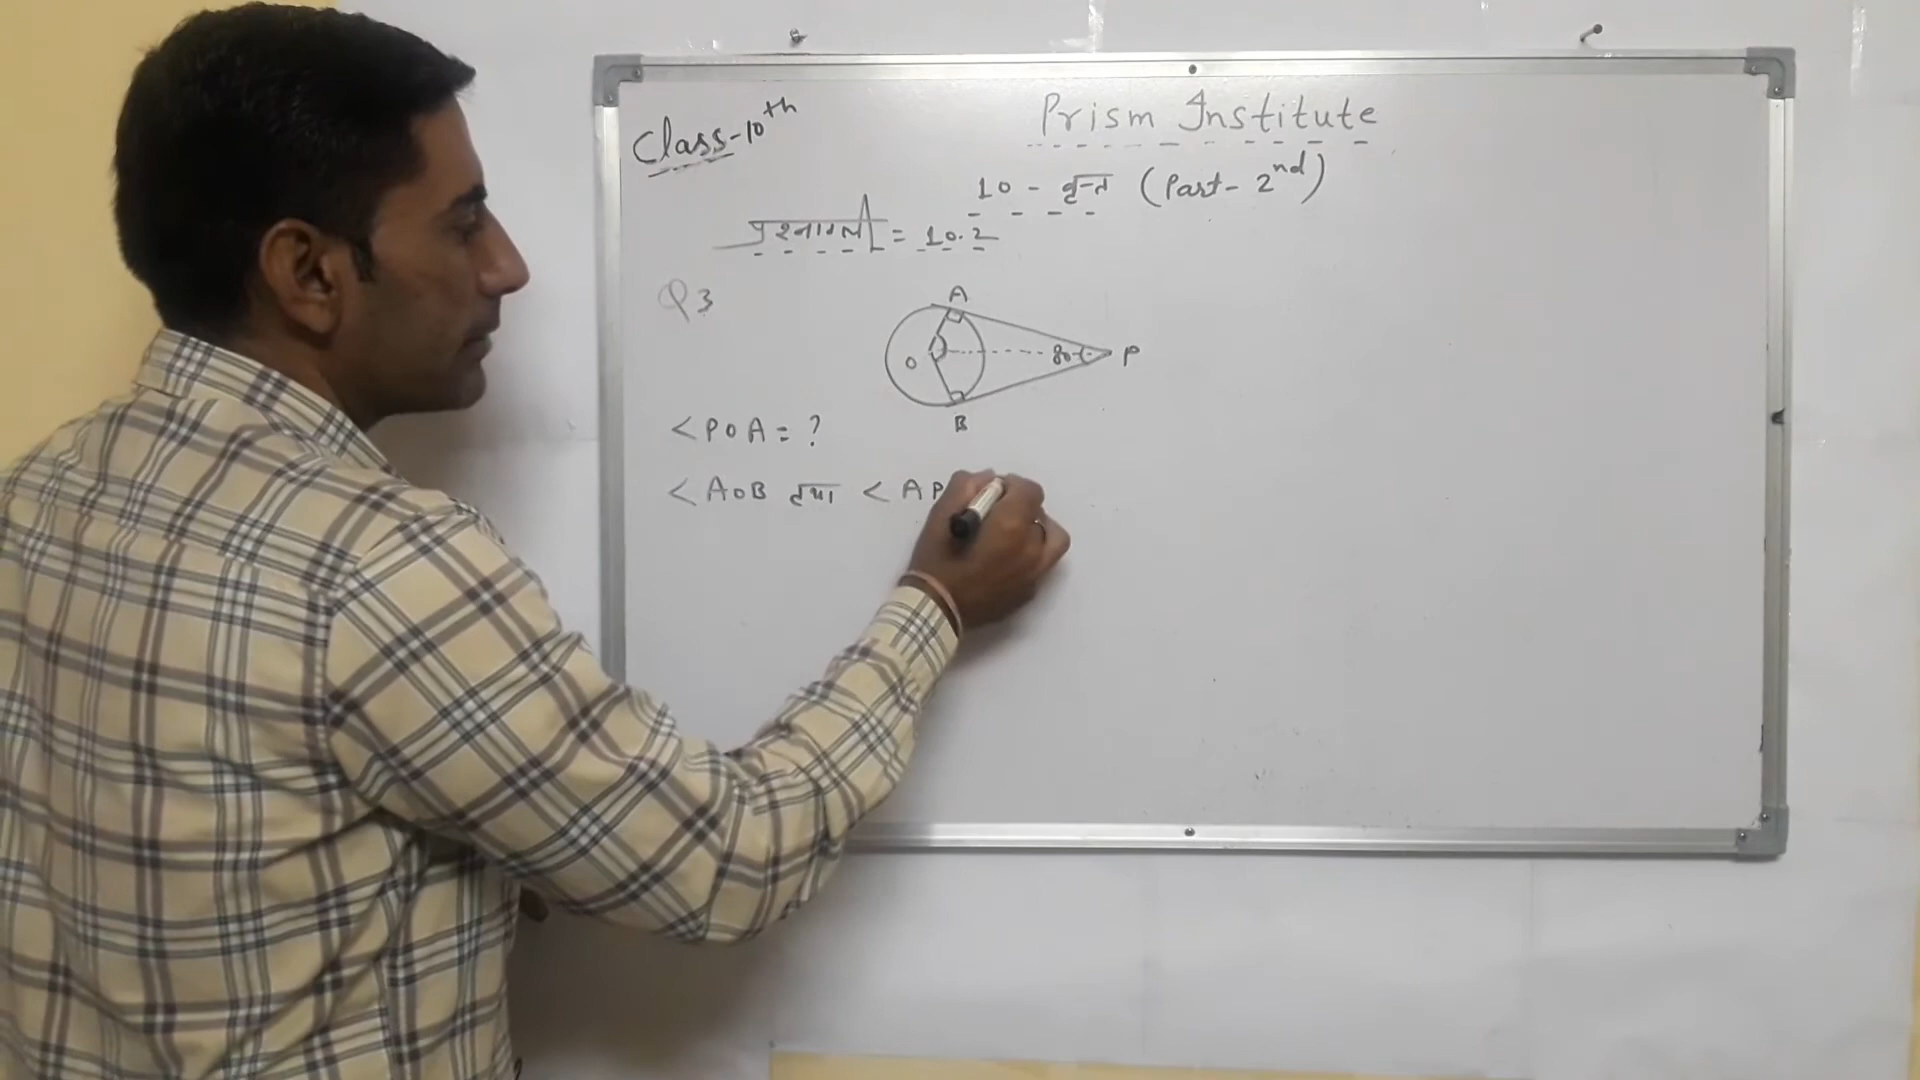 Class-10th
Prism Institute
10 - वृत्त (Part- 2nd)
प्रश्नावली = 10.2
Q3
A
O
80°
P
B
<POA = ?
<AOB तथा <AP